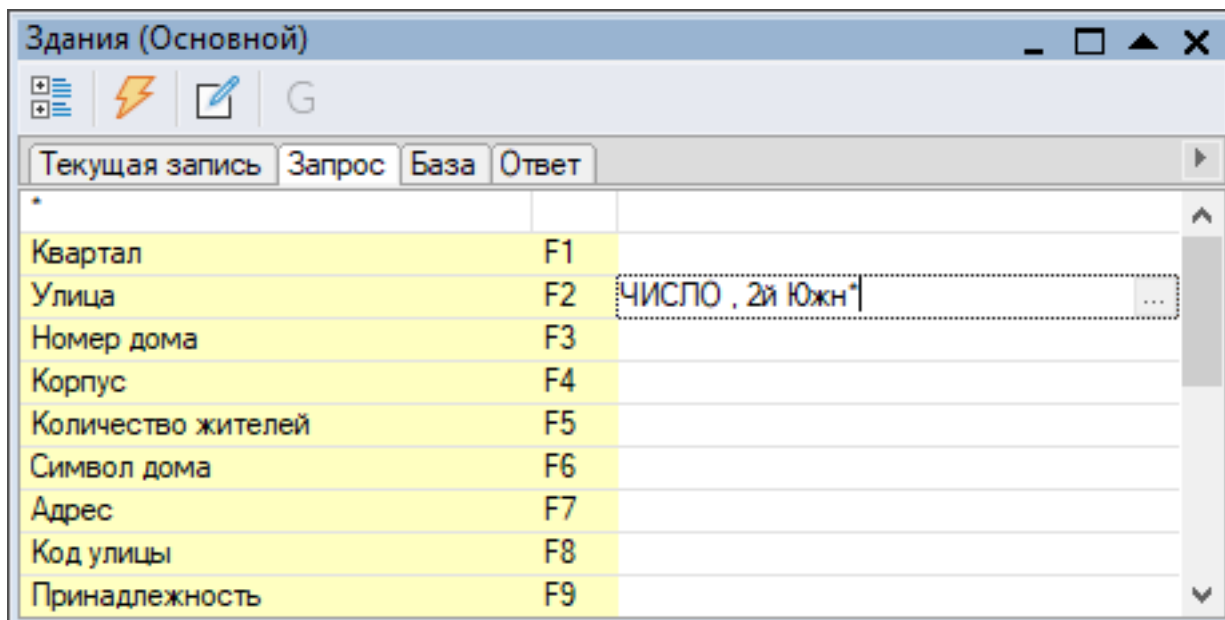 Здания (Основной)
G
Текущая запись Запрос База Ответ
*
Квартал F1
Улица F2 ЧИСЛО , 2й Южн* ...
Номер дома F3
Корпус F4
Количество жителей F5
Символ дома F6
Адрес F7
Код улицы F8
Принадлежность F9